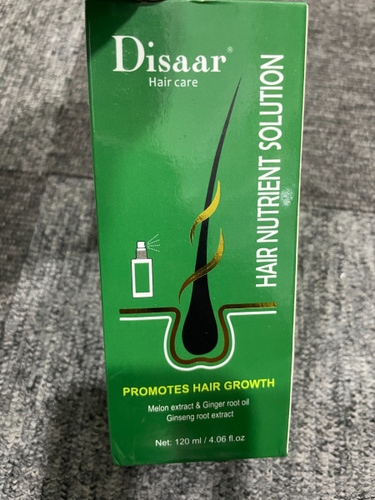 Disaar®
Hair care
HAIR NUTRIENT SOLUTION
PROMOTES HAIR GROWTH
Melon extract & Ginger root oil
Ginseng root extract
Net: 120 ml / 4.06 fl.oz